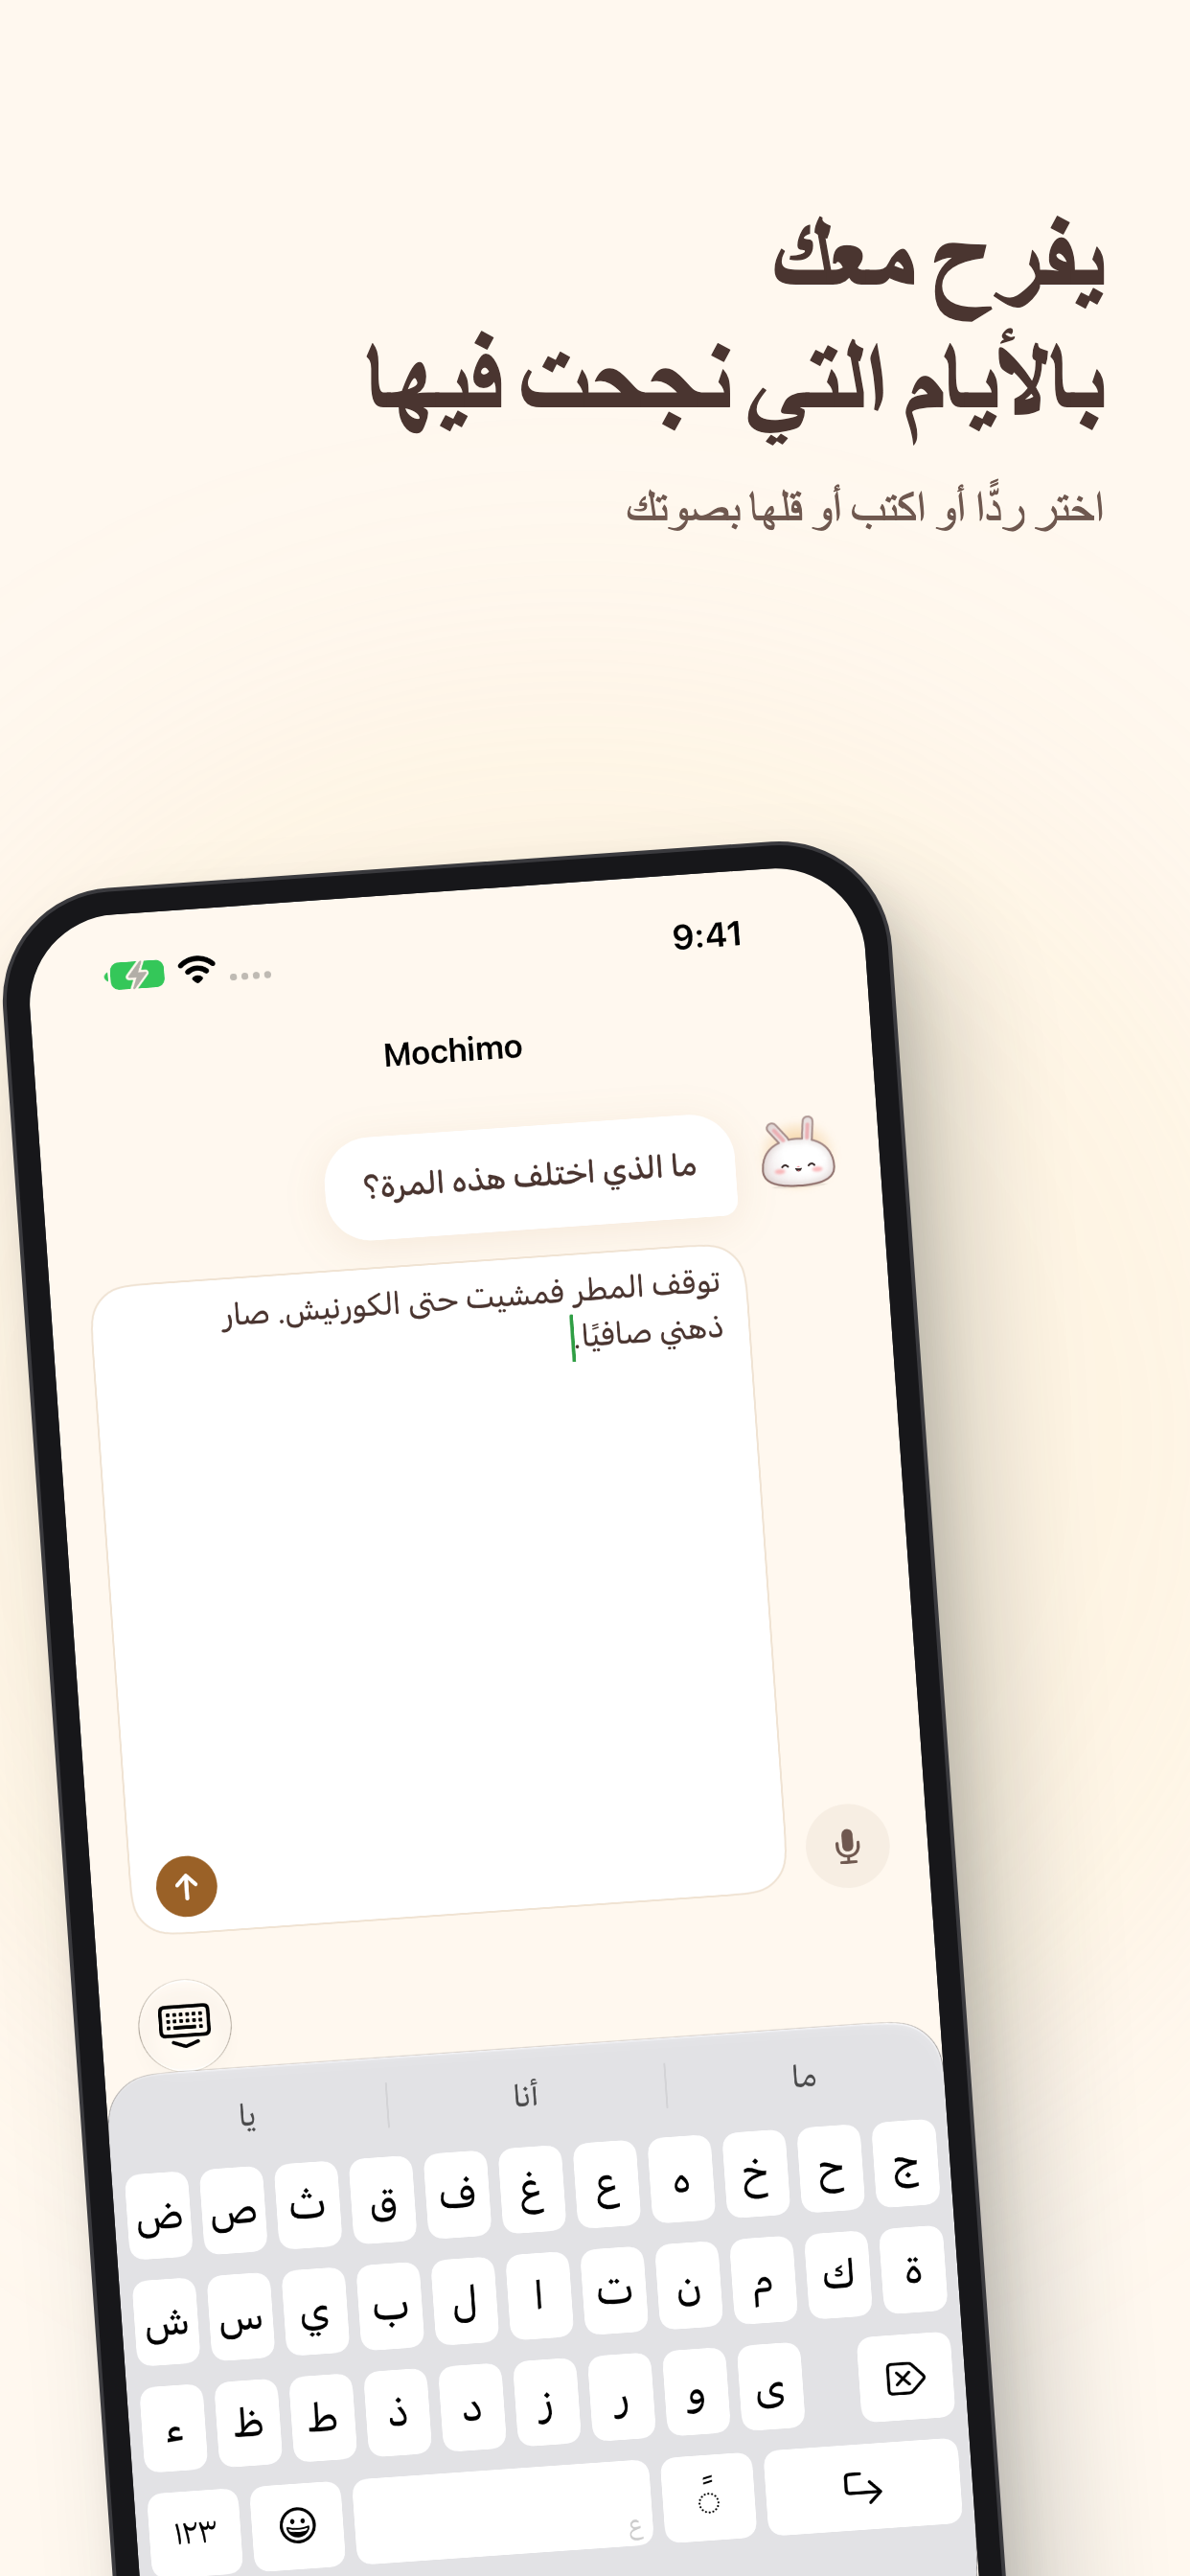 يفرح معك
بالأيام التي نجحت فيها
اختر ردًّا أو اكتب أو قلها بصوتك
9:41
Mochimo
ما الذي اختلف هذه المرة؟
توقف المطر فمشيت حتى الكورنيش. صار
ذهني صافيًا.
ما أنا يا
ج ح خ ه ع غ ف ق ث ص ض
ة ك م ن ت ا ل ب ي س ش
ى و ر ز د ذ ط ظ ء
ع ١٢٣